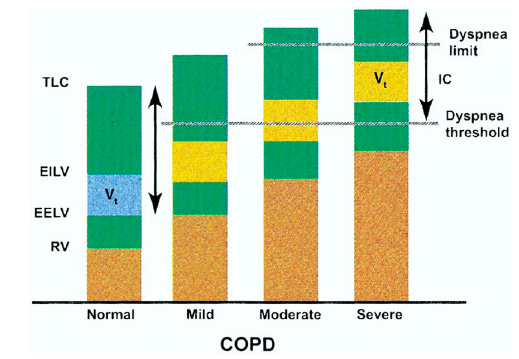 Dyspnea
limit
TLC
Vt
IC
Dyspnea
threshold
EILV
Vt
EELV
RV
Normal
Mild
Moderate
Severe
COPD